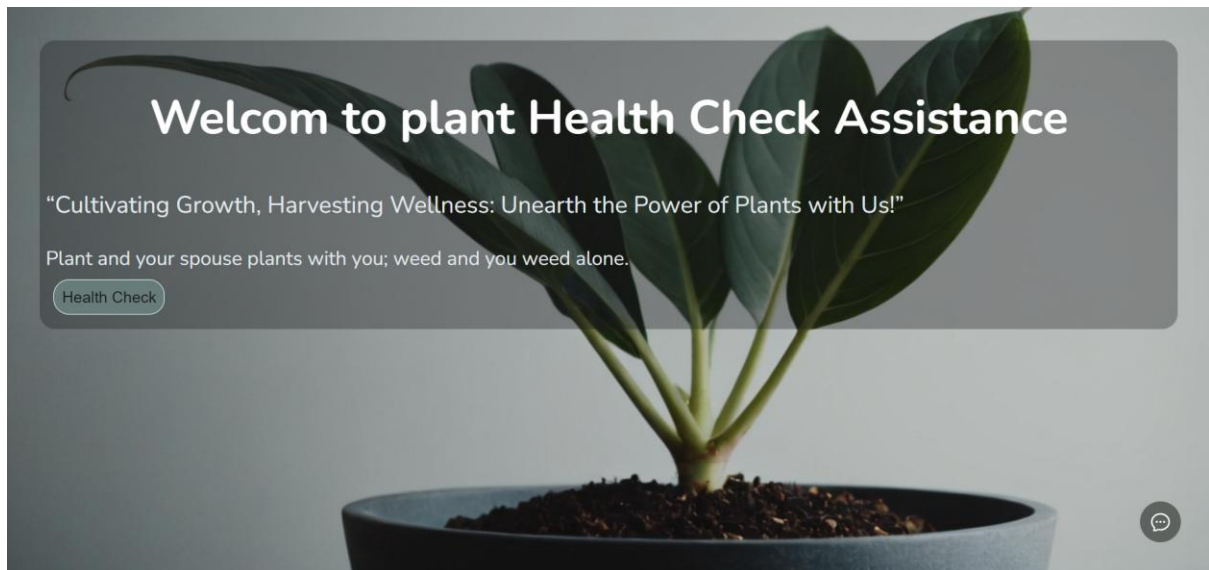 Welcom to plant Health Check Assistance
“Cultivating Growth, Harvesting Wellness: Unearth the Power of Plants with Us!”
Plant and your spouse plants with you; weed and you weed alone.
Health Check